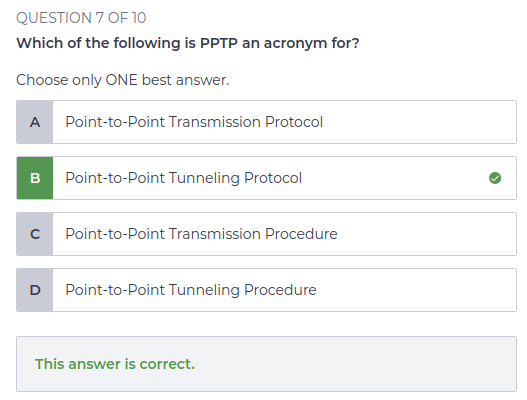 QUESTION 7 OF 10
Which of the following is PPTP an acronym for?
Choose only ONE best answer.
A Point-to-Point Transmission Protocol
B Point-to-Point Tunneling Protocol
C Point-to-Point Transmission Procedure
D Point-to-Point Tunneling Procedure
This answer is correct.